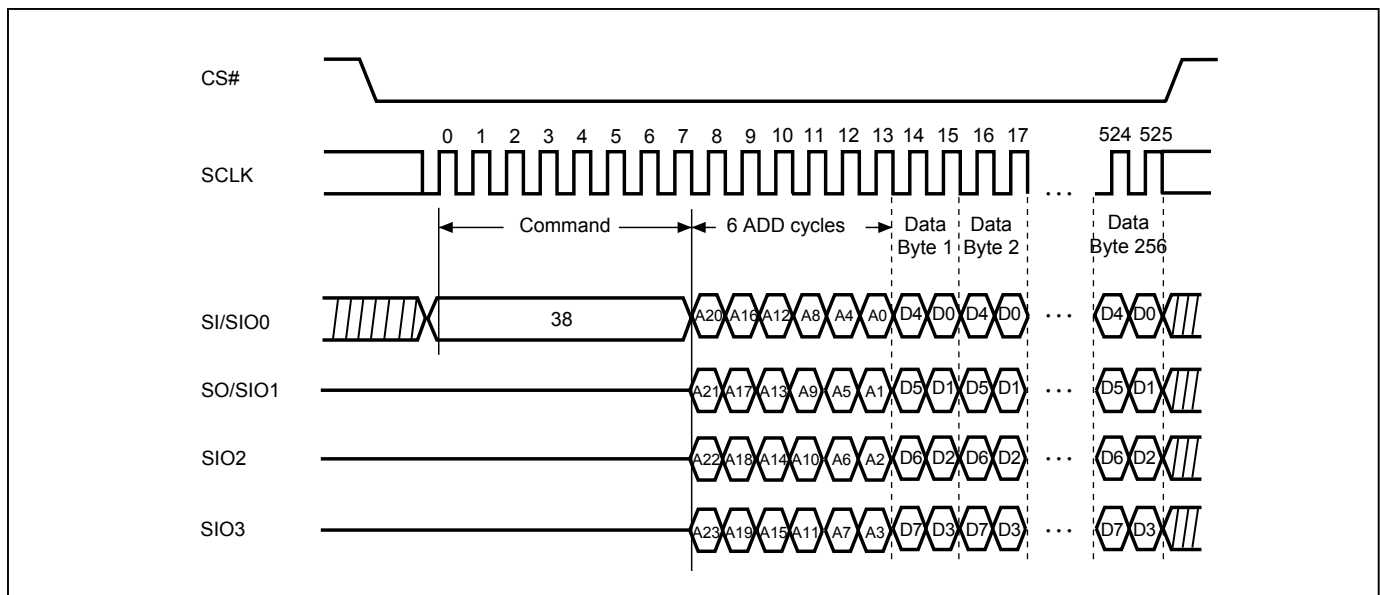 CS#
0 1 2 3 4 5 6 7 8 9 10 11 12 13 14 15 16 17 524 525
SCLK
...
Command 6 ADD cycles Data Data Data
Byte 1 Byte 2 Byte 256
SI/SIO0 38 A20 A16 A12 A8 A4 A0 D4 D0 D4 D0 ... D4 D0
SO/SIO1 A21 A17 A13 A9 A5 A1 D5 D1 D5 D1 ... D5 D1
SIO2 A22 A18 A14 A10 A6 A2 D6 D2 D6 D2 ... D6 D2
SIO3 A23 A19 A15 A11 A7 A3 D7 D3 D7 D3 ... D7 D3